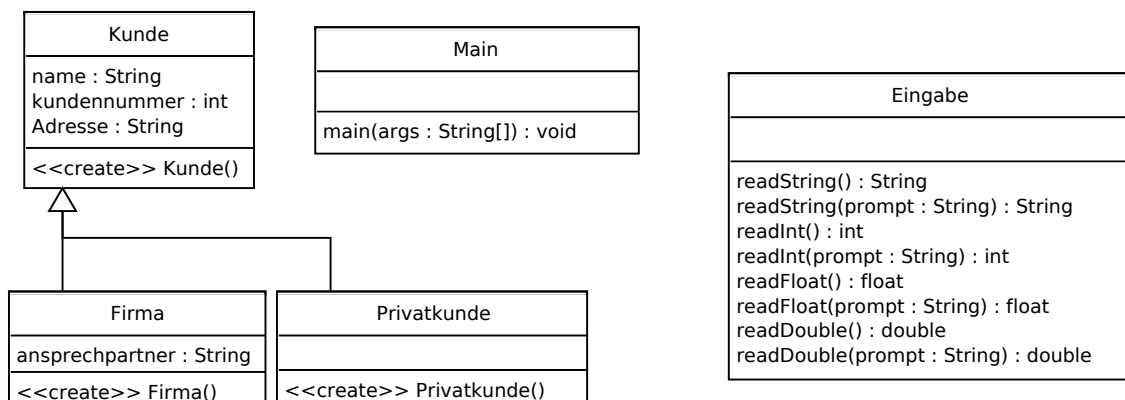 Kunde
name : String
kundennummer : int
Adresse : String
<<create>> Kunde()
Main
main(args : String[]) : void
Eingabe
readString() : String
readString(prompt : String) : String
readInt() : int
readInt(prompt : String) : int
readFloat() : float
readFloat(prompt : String) : float
readDouble() : double
readDouble(prompt : String) : double
Firma
ansprechpartner : String
<<create>> Firma()
Privatkunde
<<create>> Privatkunde()